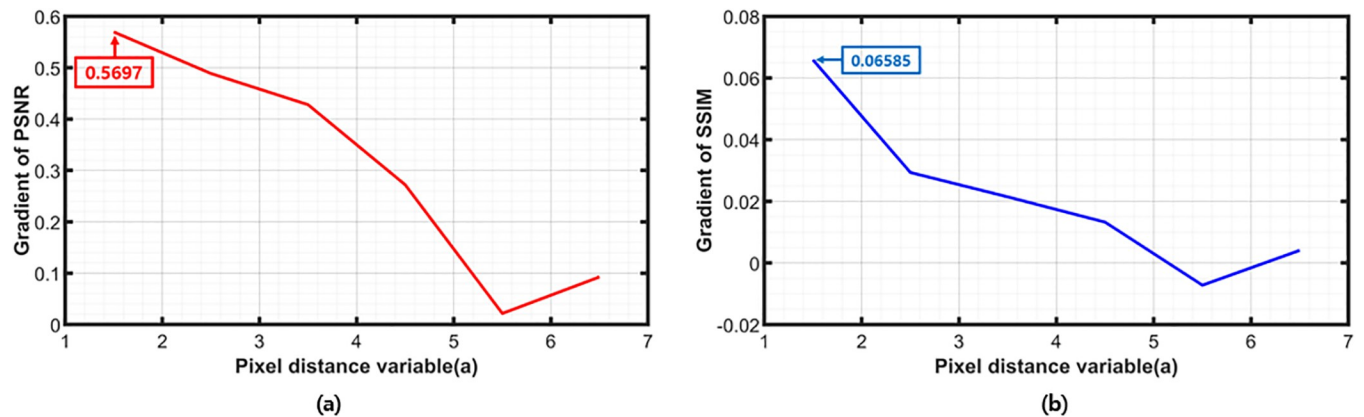 Gradient of PSNR
0.6
0.5
0.4
0.3
0.2
0.1
0
0.5697
1 2 3 4 5 6 7
Pixel distance variable(a)
(a)
Gradient of SSIM
0.08
0.06
0.04
0.02
0
-0.02
0.06585
1 2 3 4 5 6 7
Pixel distance variable(a)
(b)